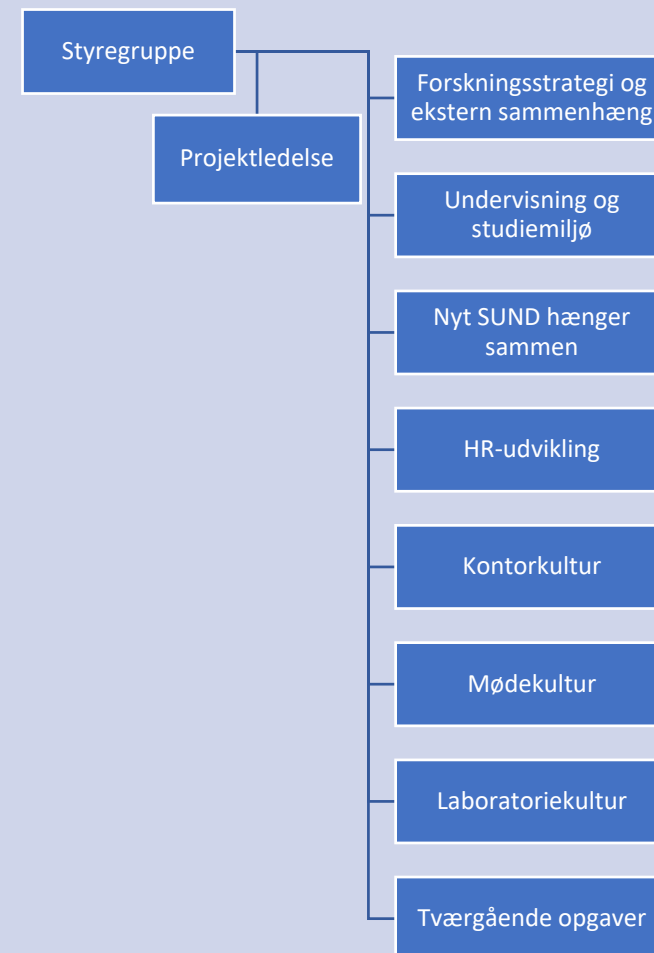 Styregruppe
Projektledelse
Forskningsstrategi og
ekstern sammenhæng
Undervisning og
studiemiljø
Nyt SUND hænger
sammen
HR-udvikling
Kontorkultur
Mødekultur
Laboratoriekultur
Tværgående opgaver